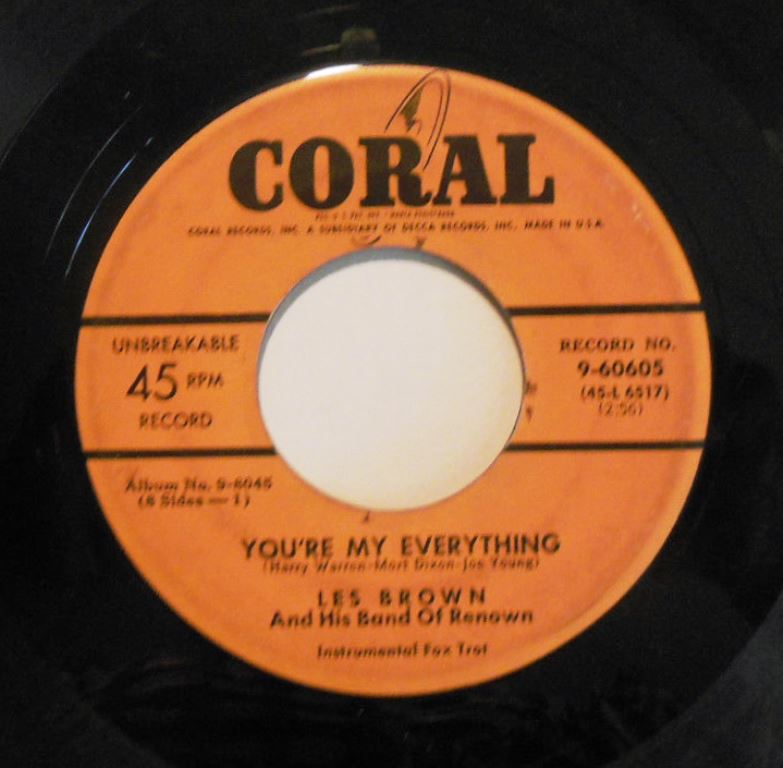 CORAL
CORAL RECORDS, INC. A SUBSIDIARY OF DECCA RECORDS, INC. MADE IN U.S.A.
UNBREAKABLE
45 RPM
RECORD
RECORD NO.
9-60605
(45-L 6517)
(2:56)
Album No. 9-6045
(8 Sides — 1)
YOU'RE MY EVERYTHING
(Harry Warren-Mort Dixon-Joe Young)
LES BROWN
And His Band Of Renown
Instrumental Fox Trot